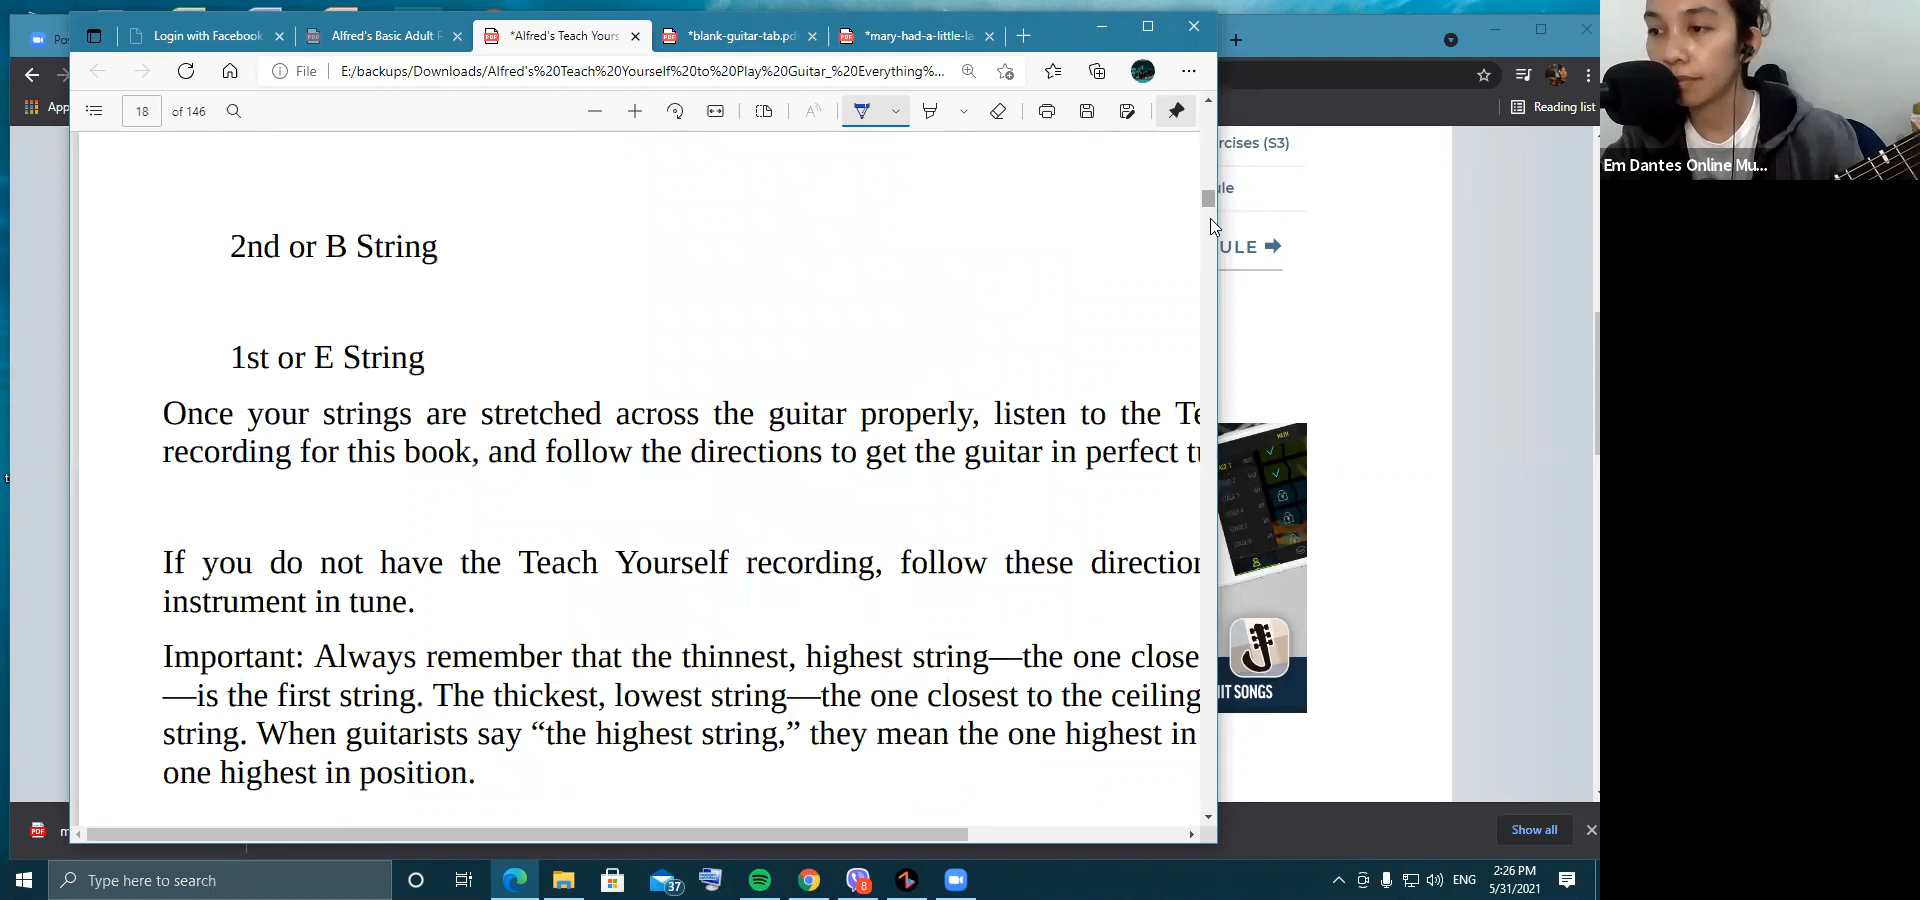 Login with Facebook
Alfred's Basic Adult P
*Alfred's Teach Yours
*blank-guitar-tab.pd
*mary-had-a-little-la
File
E:/backups/Downloads/Alfred's%20Teach%20Yourself%20to%20Play%20Guitar_%20Everything%...
App
Reading list
18
of 146
2nd or B String
1st or E String
Once your strings are stretched across the guitar properly, listen to the Te
recording for this book, and follow the directions to get the guitar in perfect tu
If you do not have the Teach Yourself recording, follow these direction
instrument in tune.
Important: Always remember that the thinnest, highest string—the one close
—is the first string. The thickest, lowest string—the one closest to the ceiling
string. When guitarists say “the highest string,” they mean the one highest in
one highest in position.
rcises (S3)
ule
ULE
HIT SONGS
Em Dantes Online Mu...
Show all
Type here to search
37
8
ENG
2:26 PM
5/31/2021